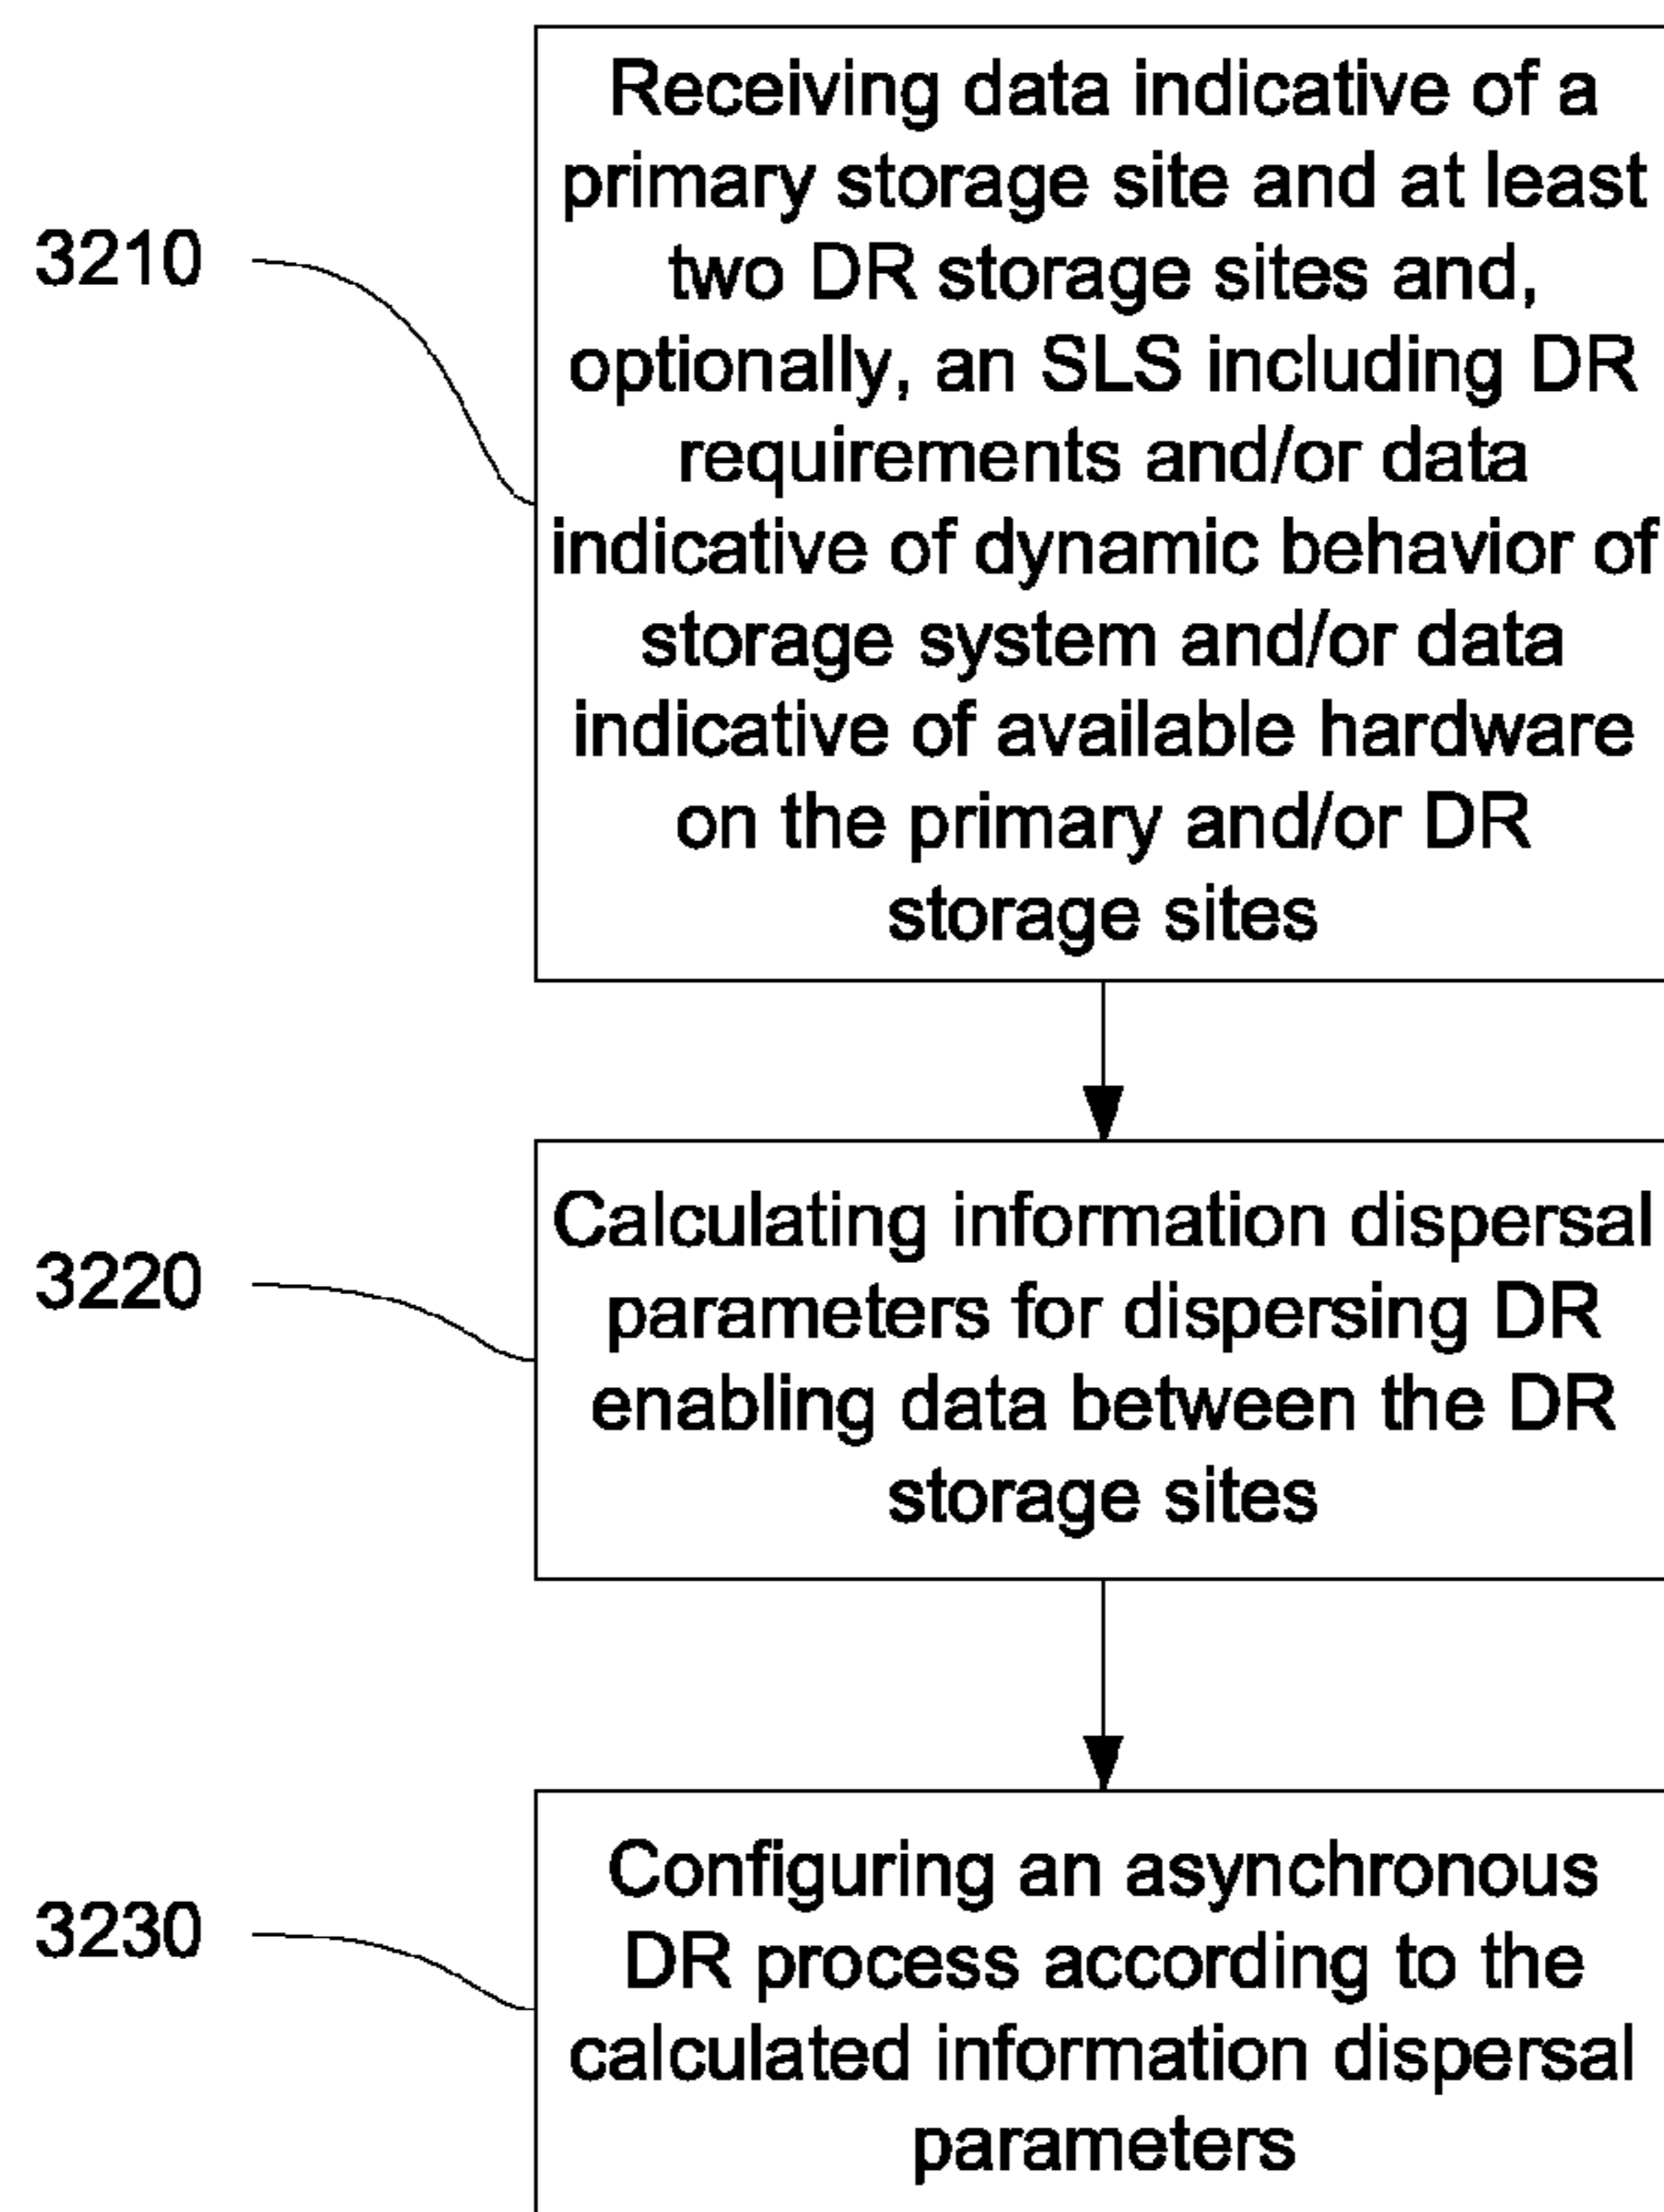 Receiving data indicative of a
primary storage site and at least
3210
two DR storage sites and,
optionally, an SLS including DR
requirements and/or data
indicative of dynamic behavior of
storage system and/or data
indicative of available hardware
on the primary and/or DR
storage sites
Calculating information dispersal
3220
parameters for dispersing DR
enabling data between the DR
storage sites
Configuring an asynchronous
3230
DR process according to the
calculated information dispersal
parameters